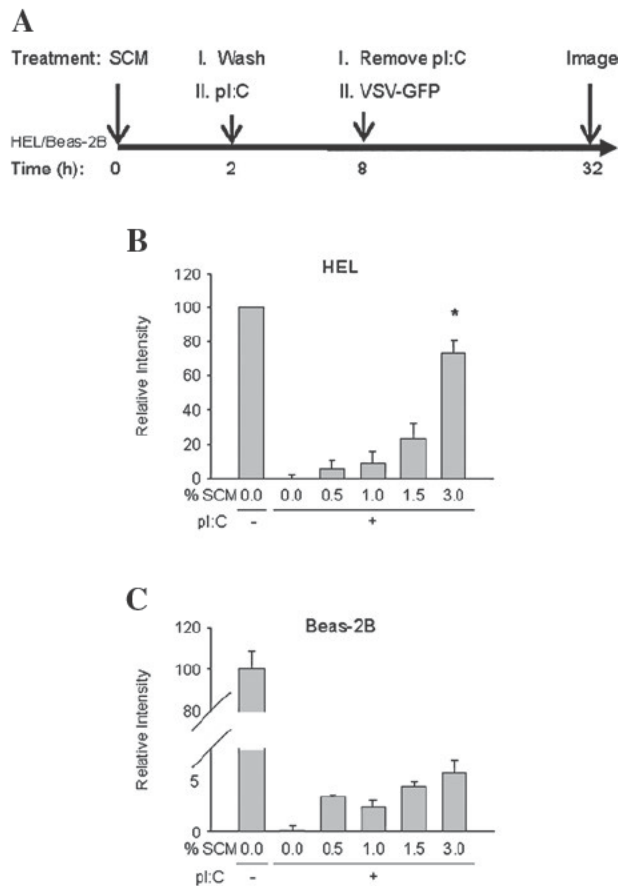 A
Treatment: SCM I. Wash I. Remove pI:C Image
II. pI:C II. VSV-GFP
HEL/Beas-2B
Time (h): 0 2 8 32
B
HEL
Relative Intensity
120
100
80
60
40
20
0
*
% SCM 0.0 0.0 0.5 1.0 1.5 3.0
pI:C - +
C
Beas-2B
Relative Intensity
120
100
80
5
0
% SCM 0.0 0.0 0.5 1.0 1.5 3.0
pI:C - +